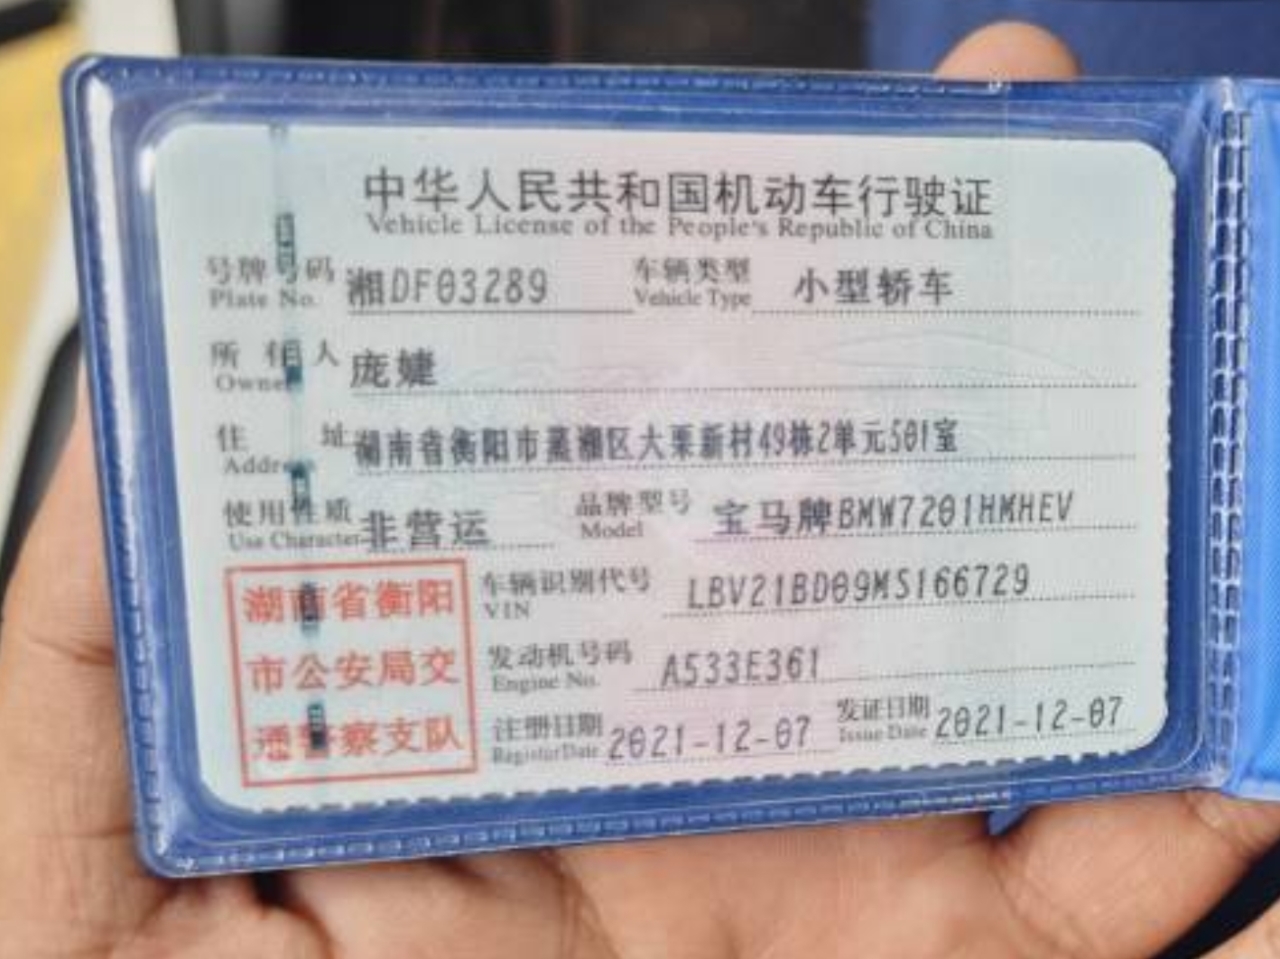 中华人民共和国机动车行驶证
Vehicle License of the People's Republic of China
号牌号码 湘DF03289 车辆类型 小型轿车
Plate No. Vehicle Type
所有人 庞婕
Owner
住址 湖南省衡阳市蒸湘区大栗新村49栋2单元501室
Address
使用性质 非营运 品牌型号 宝马牌BMW7201HMHEV
Use Character Model
车辆识别代号 LBV21BD09MS166729
VIN
发动机号码 A533E361
Engine No.
注册日期 2021-12-07 发证日期 2021-12-07
Register Date Issue Date
湖南省衡阳
市公安局交
通警察支队